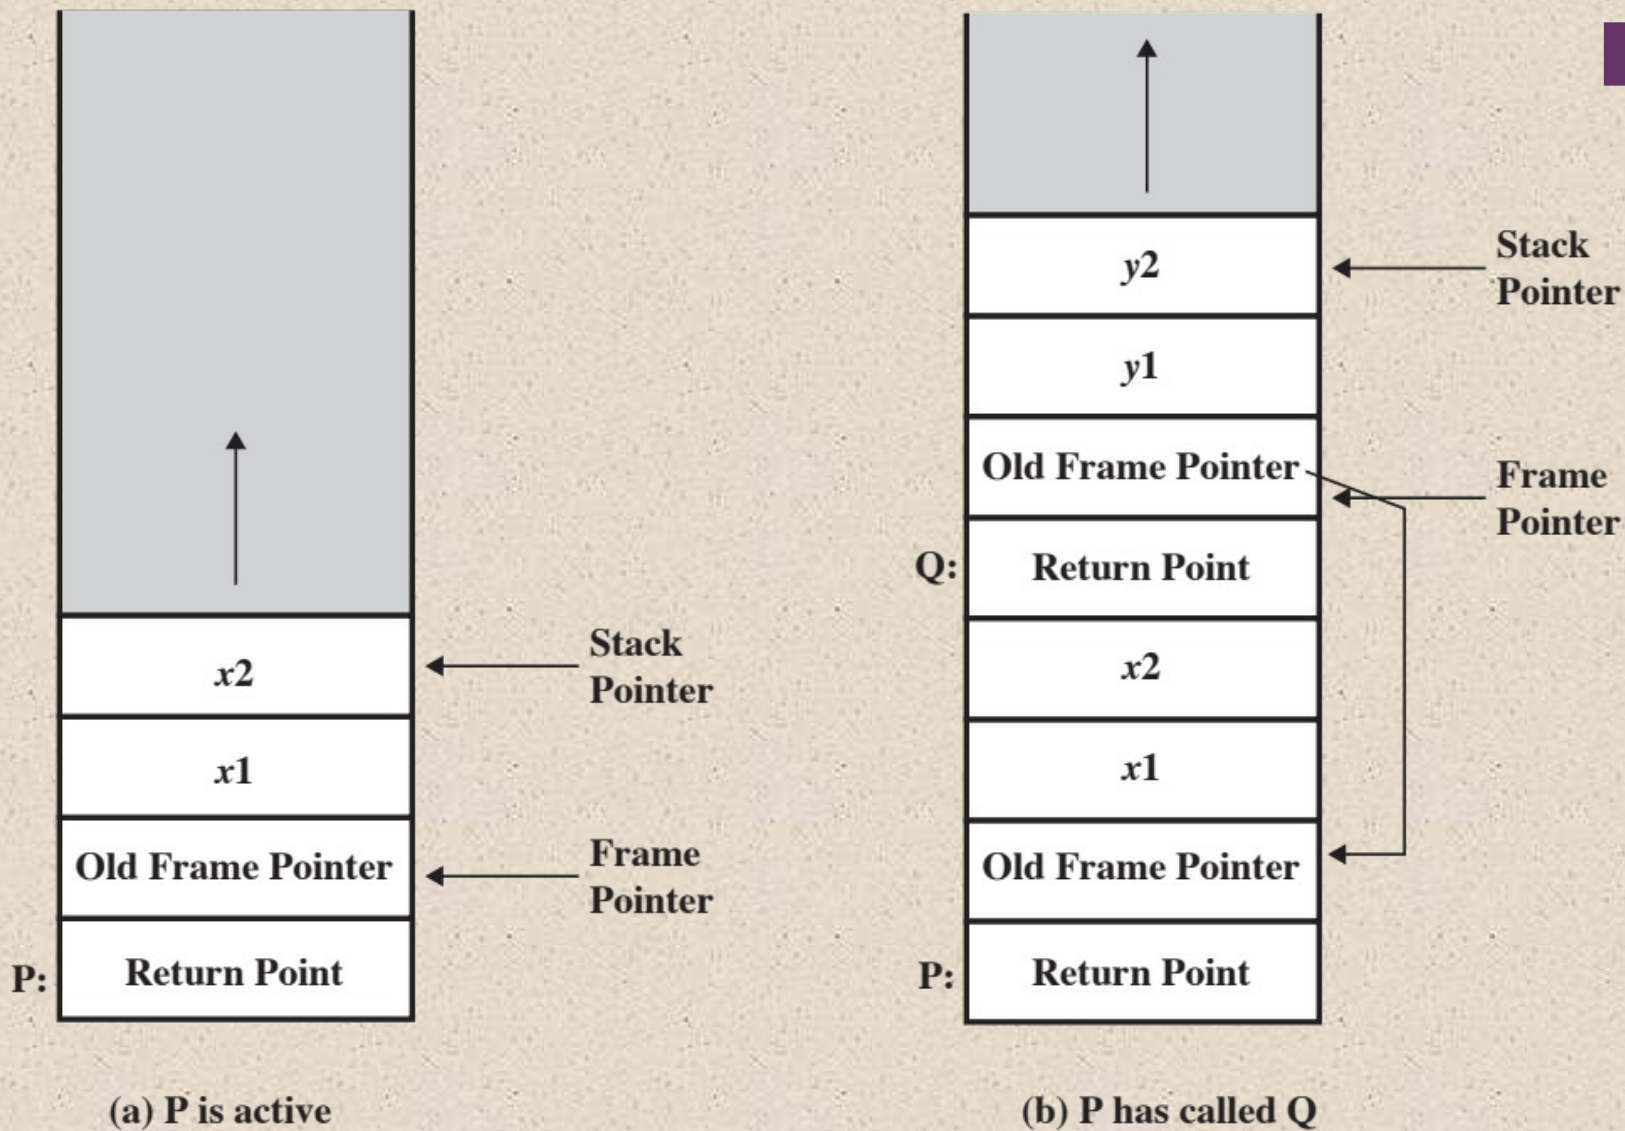 x2
Stack
Pointer
x1
Old Frame Pointer
Frame
Pointer
P:
Return Point
(a) P is active
y2
Stack
Pointer
y1
Old Frame Pointer
Frame
Pointer
Q:
Return Point
x2
x1
Old Frame Pointer
P:
Return Point
(b) P has called Q